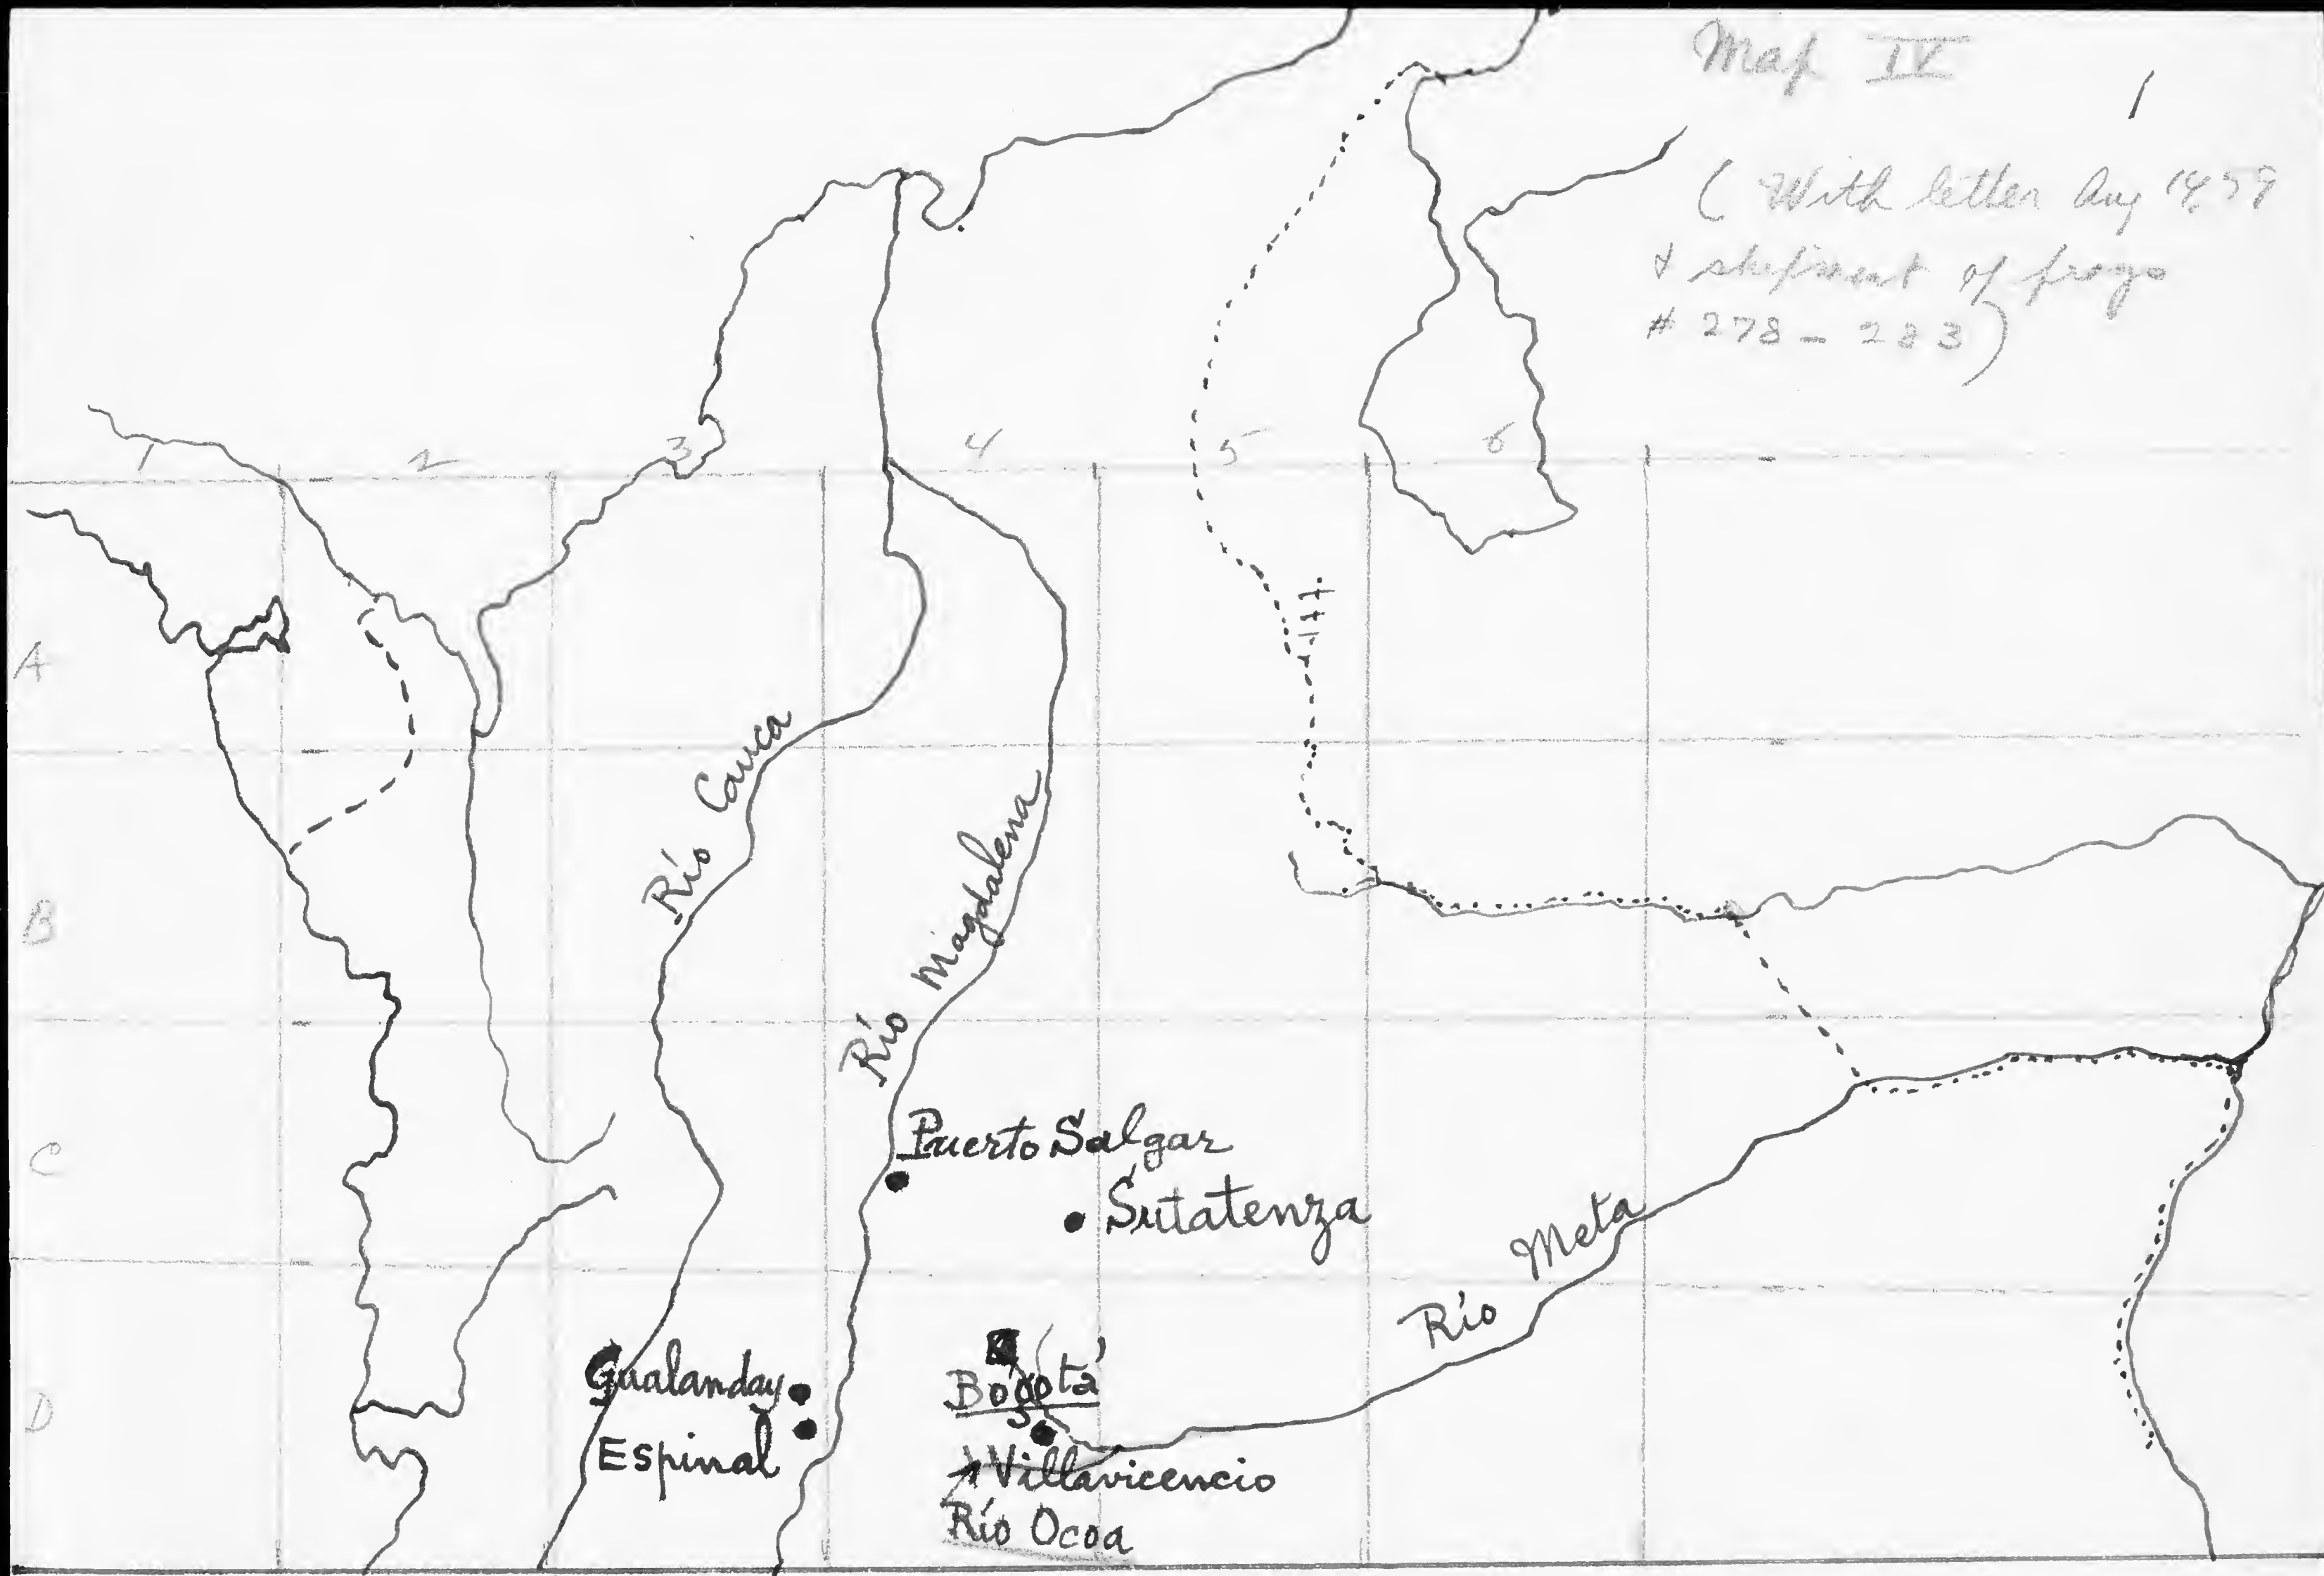 Map IV
1
( With letter Aug 14, 59
& shipment of frogs
# 278 - 283)
1 2 3 4 5 6
A
Río Cauca
Río Magdalena
B
C
Puerto Salgar
Sutatenza
Río Meta
D
Gualanday
Bogotá
Espinal
Villavicencio
Río Ocoa